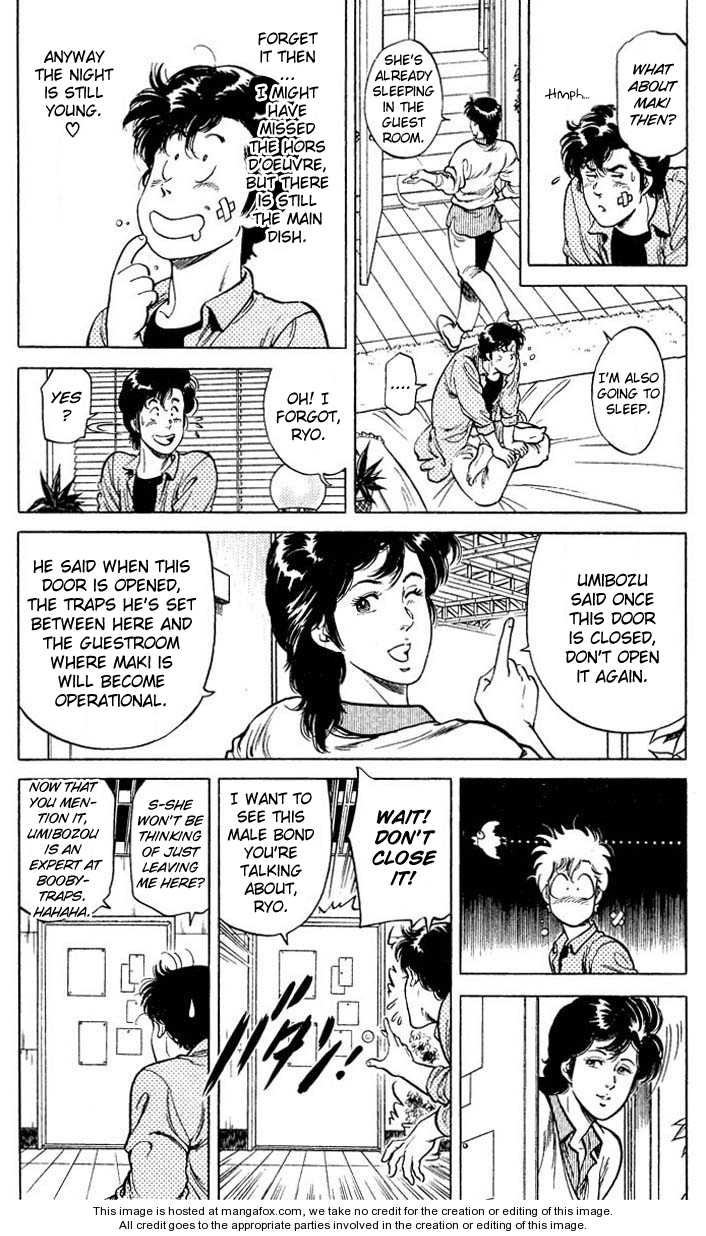 WHAT
ABOUT
MAKI
THEN?
Hmph...
SHE'S
ALREADY
SLEEPING
IN THE
GUEST
ROOM.
I'M ALSO
GOING TO
SLEEP.
....
FORGET
IT THEN
...
I MIGHT
HAVE
MISSED
THE HORS
D'OEUVRE,
BUT THERE
IS STILL
THE MAIN
DISH.
ANYWAY
THE NIGHT
IS STILL
YOUNG.
♡
OH! I
FORGOT,
RYO.
YES
?
UMIBOZU
SAID ONCE
THIS DOOR
IS CLOSED,
DON'T OPEN
IT AGAIN.
HE SAID WHEN THIS
DOOR IS OPENED,
THE TRAPS HE'S SET
BETWEEN HERE AND
THE GUESTROOM
WHERE MAKI IS
WILL BECOME
OPERATIONAL.
WAIT!
DON'T
CLOSE
IT!
I WANT TO
SEE THIS
MALE BOND
YOU'RE
TALKING
ABOUT,
RYO.
バタン!
S-SHE
WON'T BE
THINKING
OF JUST
LEAVING
ME HERE?
NOW THAT
YOU MEN-
TION IT,
UMIBOZOU
IS AN
EXPERT AT
BOOBY-
TRAPS.
HAHAHA.
This image is hosted at mangafox.com, we take no credit for the creation or editing of this image.
All credit goes to the appropriate parties involved in the creation or editing of this image.